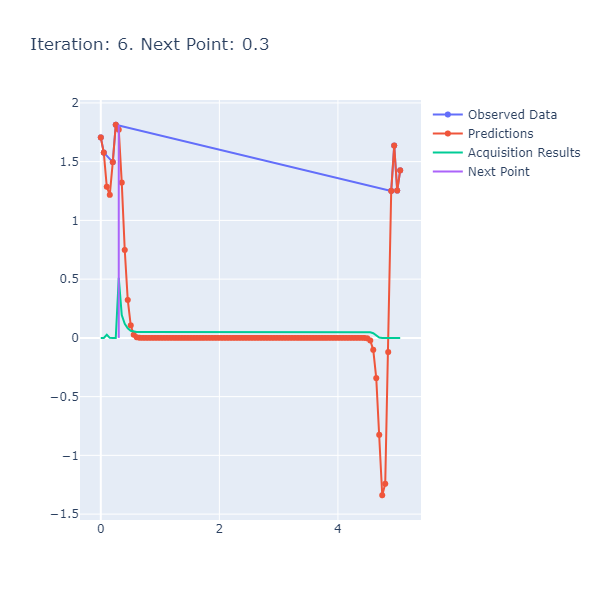 Iteration: 6. Next Point: 0.3
Observed Data
Predictions
Acquisition Results
Next Point
2
1.5
1
0.5
0
−0.5
−1
−1.5
0
2
4